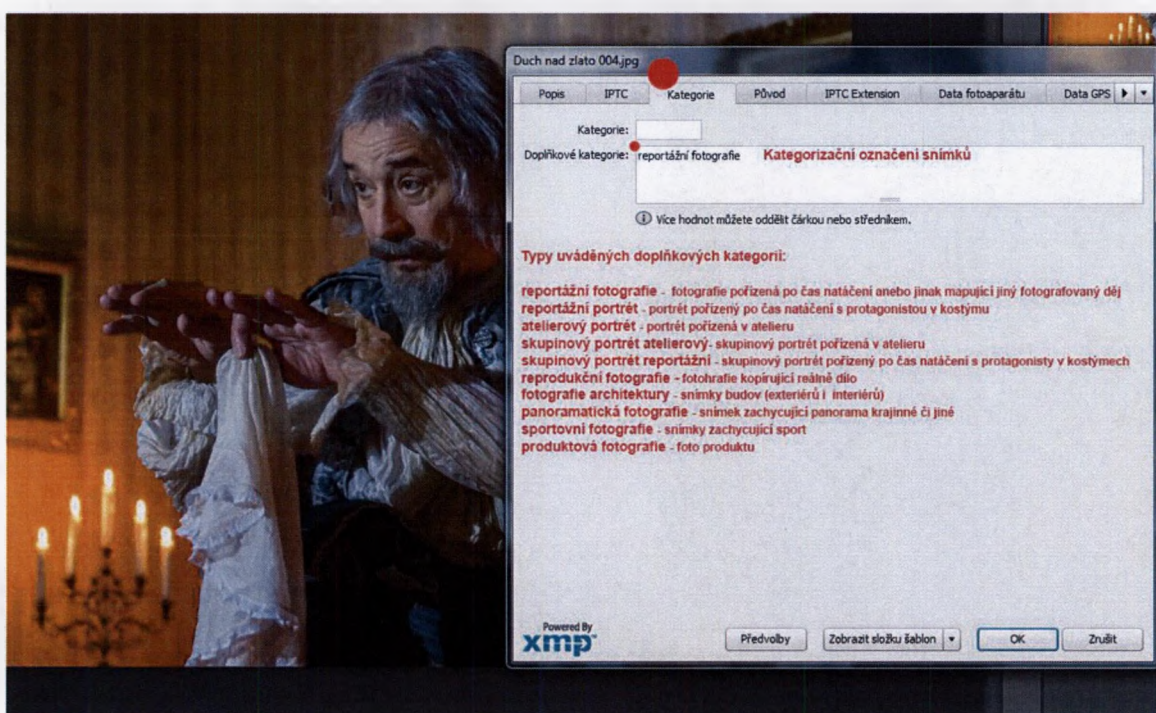 Duch nad zlato 004.jpg
Popis IPTC Kategorie Původ IPTC Extension Data fotoaparátu Data GPS
Kategorie:
Doplňkové kategorie: reportážní fotografie Kategorizační označení snímků
Více hodnot můžete oddělit čárkou nebo středníkem.
Typy uváděných doplňkových kategorií:
reportážní fotografie - fotografie pořízená po čas natáčení anebo jinak mapující jiný fotografovaný děj
reportážní portrét - portrét pořízený po čas natáčení s protagonistou v kostýmu
atelierový portrét - portrét pořízená v atelieru
skupinový portrét atelierový- skupinový portrét pořízená v atelieru
skupinový portrét reportážní - skupinový portrét pořízený po čas natáčení s protagonisty v kostýmech
reprodukční fotografie - fotohrafie kopírující reálně dílo
fotografie architektury - snímky budov (exteriérů i interiérů)
panoramatická fotografie - snímek zachycující panorama krajinné či jiné
sportovní fotografie - snímky zachycující sport
produktová fotografie - foto produktu
Powered By
xmp
Předvolby Zobrazit složku šablon OK Zrušit